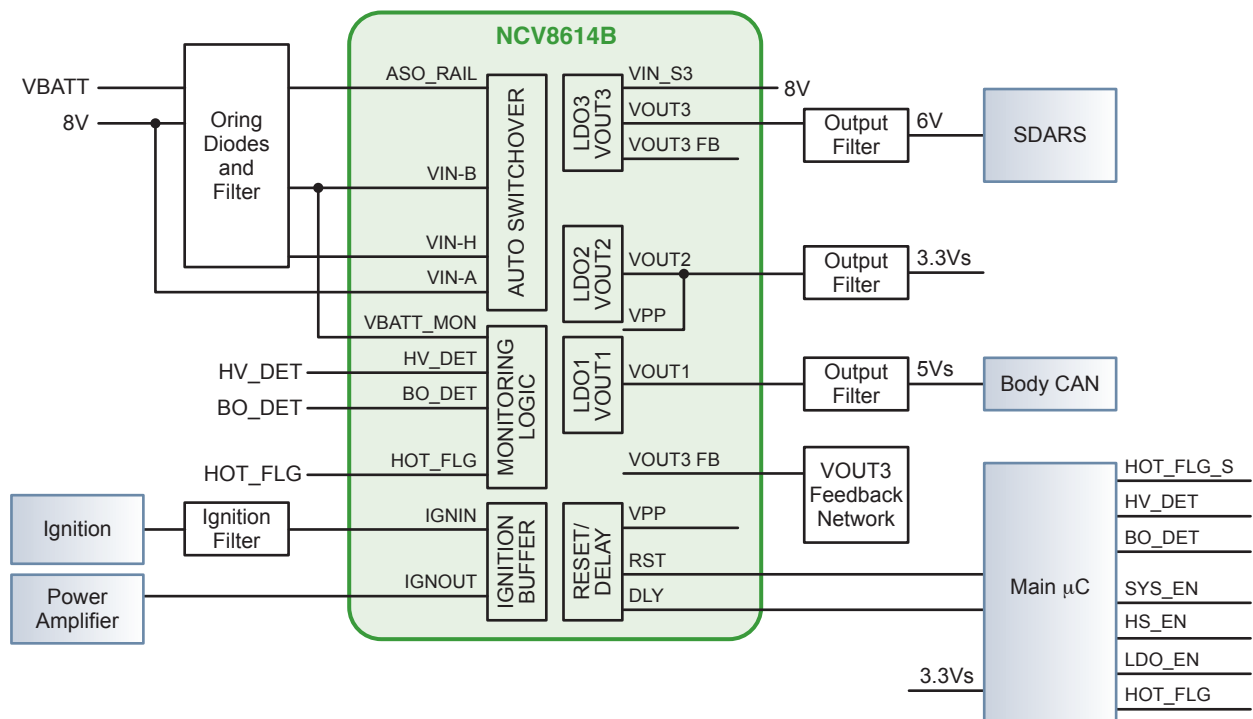 NCV8614B
VBATT
8V
Oring
Diodes
and
Filter
ASO_RAIL
VIN-B
VIN-H
VIN-A
AUTO SWITCHOVER
LDO3
VOUT3
VIN_S3
8V
VOUT3
VOUT3 FB
Output
Filter
6V
SDARS
LDO2
VOUT2
VOUT2
VPP
Output
Filter
3.3Vs
VBATT_MON
HV_DET
HV_DET
BO_DET
BO_DET
HOT_FLG
HOT_FLG
MONITORING
LOGIC
LDO1
VOUT1
VOUT1
Output
Filter
5Vs
Body CAN
VOUT3 FB
VOUT3
Feedback
Network
Ignition
Ignition
Filter
IGNIN
IGNOUT
Power
Amplifier
IGNITION
BUFFER
RESET/
DELAY
VPP
RST
DLY
Main μC
3.3Vs
HOT_FLG_S
HV_DET
BO_DET
SYS_EN
HS_EN
LDO_EN
HOT_FLG